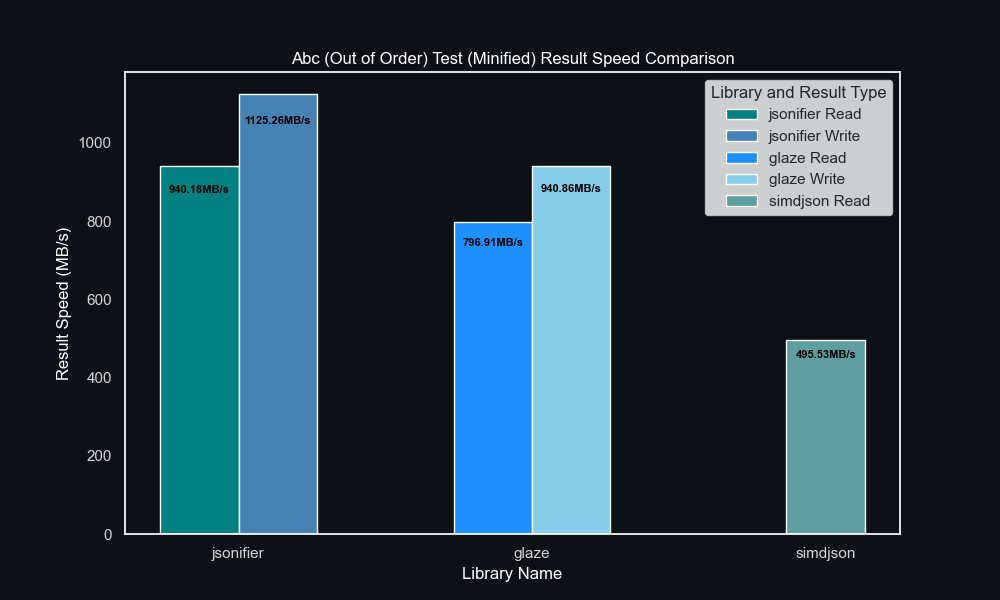 Abc (Out of Order) Test (Minified) Result Speed Comparison
Library and Result Type
jsonifier Read
jsonifier Write
glaze Read
glaze Write
simdjson Read
1125.26MB/s
940.18MB/s
796.91MB/s
940.86MB/s
495.53MB/s
Result Speed (MB/s)
1000
800
600
400
200
0
jsonifier
glaze
simdjson
Library Name